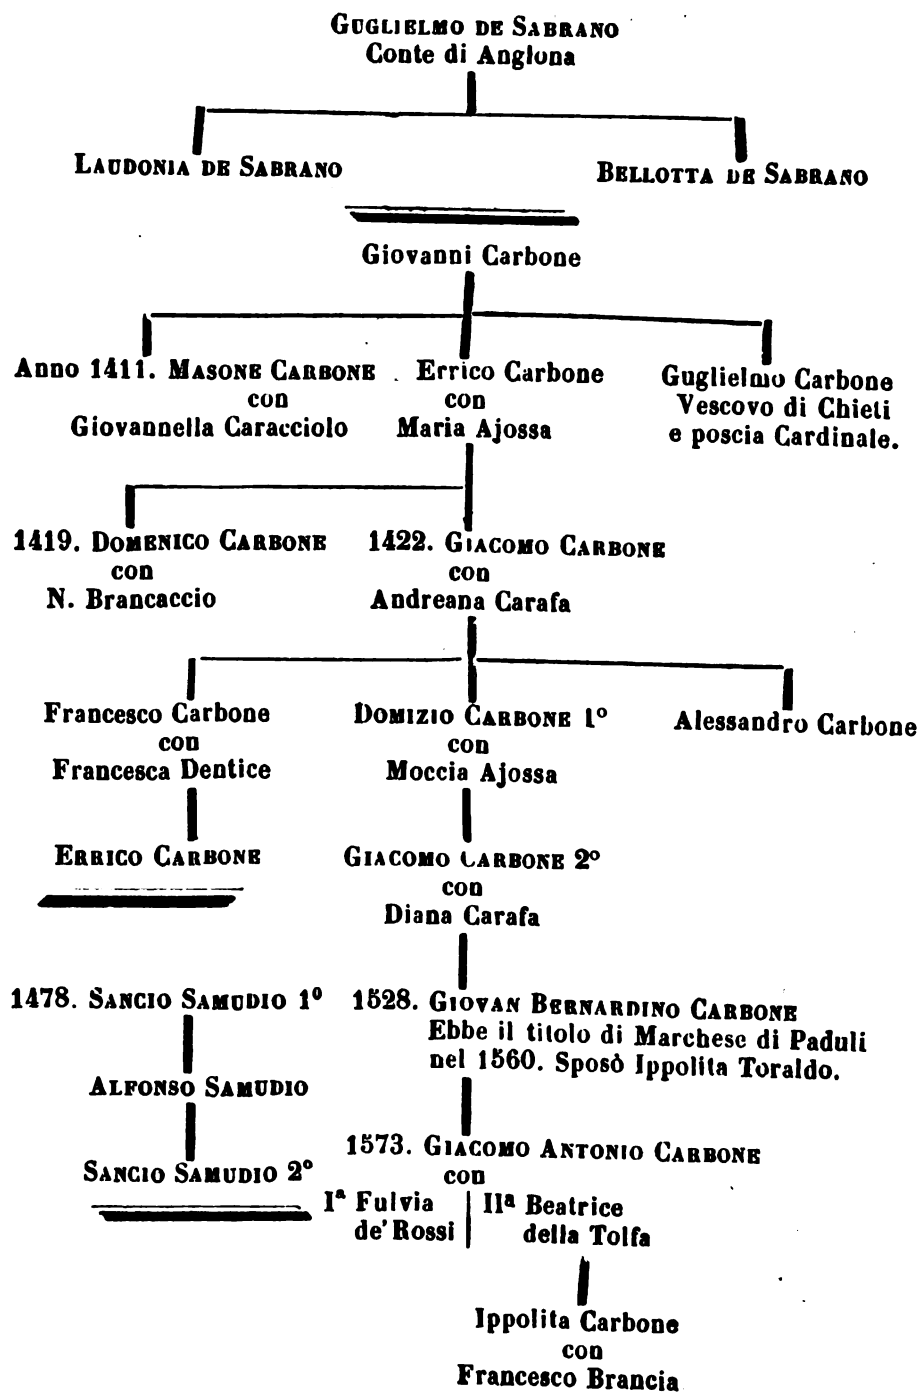 GUGLIELMO DE SABRANO
Conte di Anglona
LAUDONIA DE SABRANO
BELLOTTA DE SABRANO
Giovanni Carbone
Anno 1411. MASONE CARBONE
con
Giovannella Caracciolo
Errico Carbone
con
Maria Ajossa
Guglielmo Carbone
Vescovo di Chieti
e poscia Cardinale.
1419. DOMENICO CARBONE
con
N. Brancaccio
1422. GIACOMO CARBONE
con
Andreana Carafa
Francesco Carbone
con
Francesca Dentice
DOMIZIO CARBONE 1º
con
Moccia Ajossa
Alessandro Carbone
ERRICO CARBONE
GIACOMO CARBONE 2º
con
Diana Carafa
1478. SANCIO SAMUDIO 1º
ALFONSO SAMUDIO
SANCIO SAMUDIO 2º
1528. GIOVAN BERNARDINO CARBONE
Ebbe il titolo di Marchese di Paduli
nel 1560. Sposò Ippolita Toraldo.
1573. GIACOMO ANTONIO CARBONE
con
Iª Fulvia
de' Rossi
IIª Beatrice
della Tolfa
Ippolita Carbone
con
Francesco Brancia